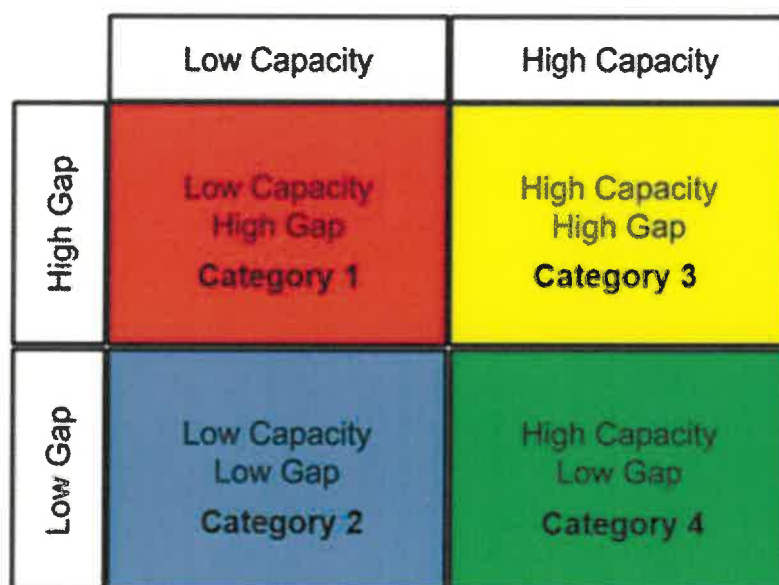 Low Capacity
High Capacity
High Gap
Low Capacity
High Gap
Category 1
High Capacity
High Gap
Category 3
Low Gap
Low Capacity
Low Gap
Category 2
High Capacity
Low Gap
Category 4